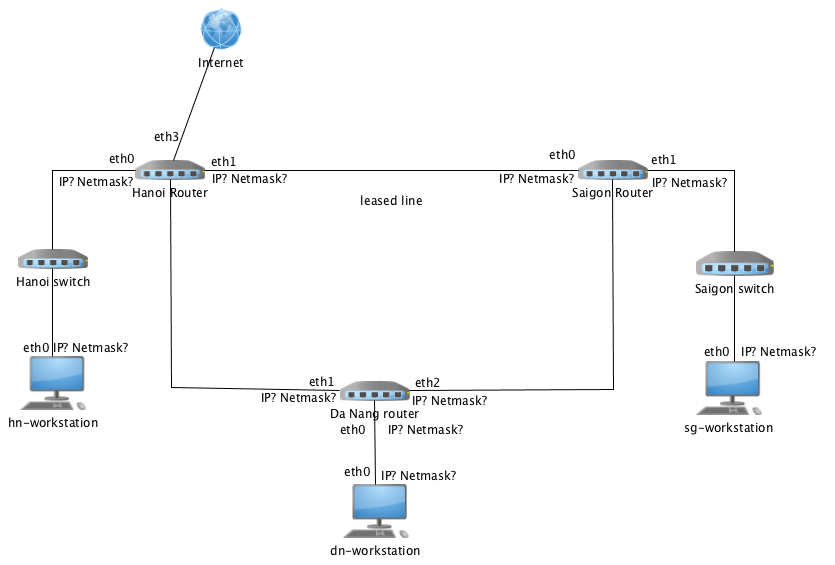 Internet
eth3
eth0
eth1
eth0
eth1
IP? Netmask?
IP? Netmask?
IP? Netmask?
IP? Netmask?
Hanoi Router
Saigon Router
leased line
Hanoi switch
Saigon switch
eth0 IP? Netmask?
eth0 IP? Netmask?
eth1
eth2
IP? Netmask?
IP? Netmask?
Da Nang router
hn-workstation
sg-workstation
eth0 IP? Netmask?
eth0 IP? Netmask?
dn-workstation